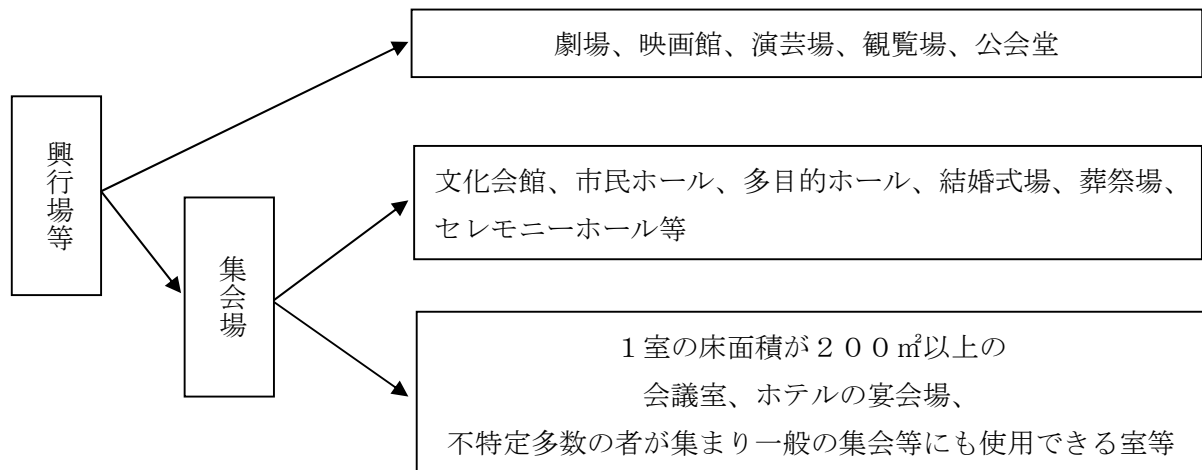 劇場、映画館、演芸場、観覧場、公会堂
興行場等
文化会館、市民ホール、多目的ホール、結婚式場、葬祭場、
セレモニーホール等
集会場
1室の床面積が200㎡以上の
会議室、ホテルの宴会場、
不特定多数の者が集まり一般の集会等にも使用できる室等